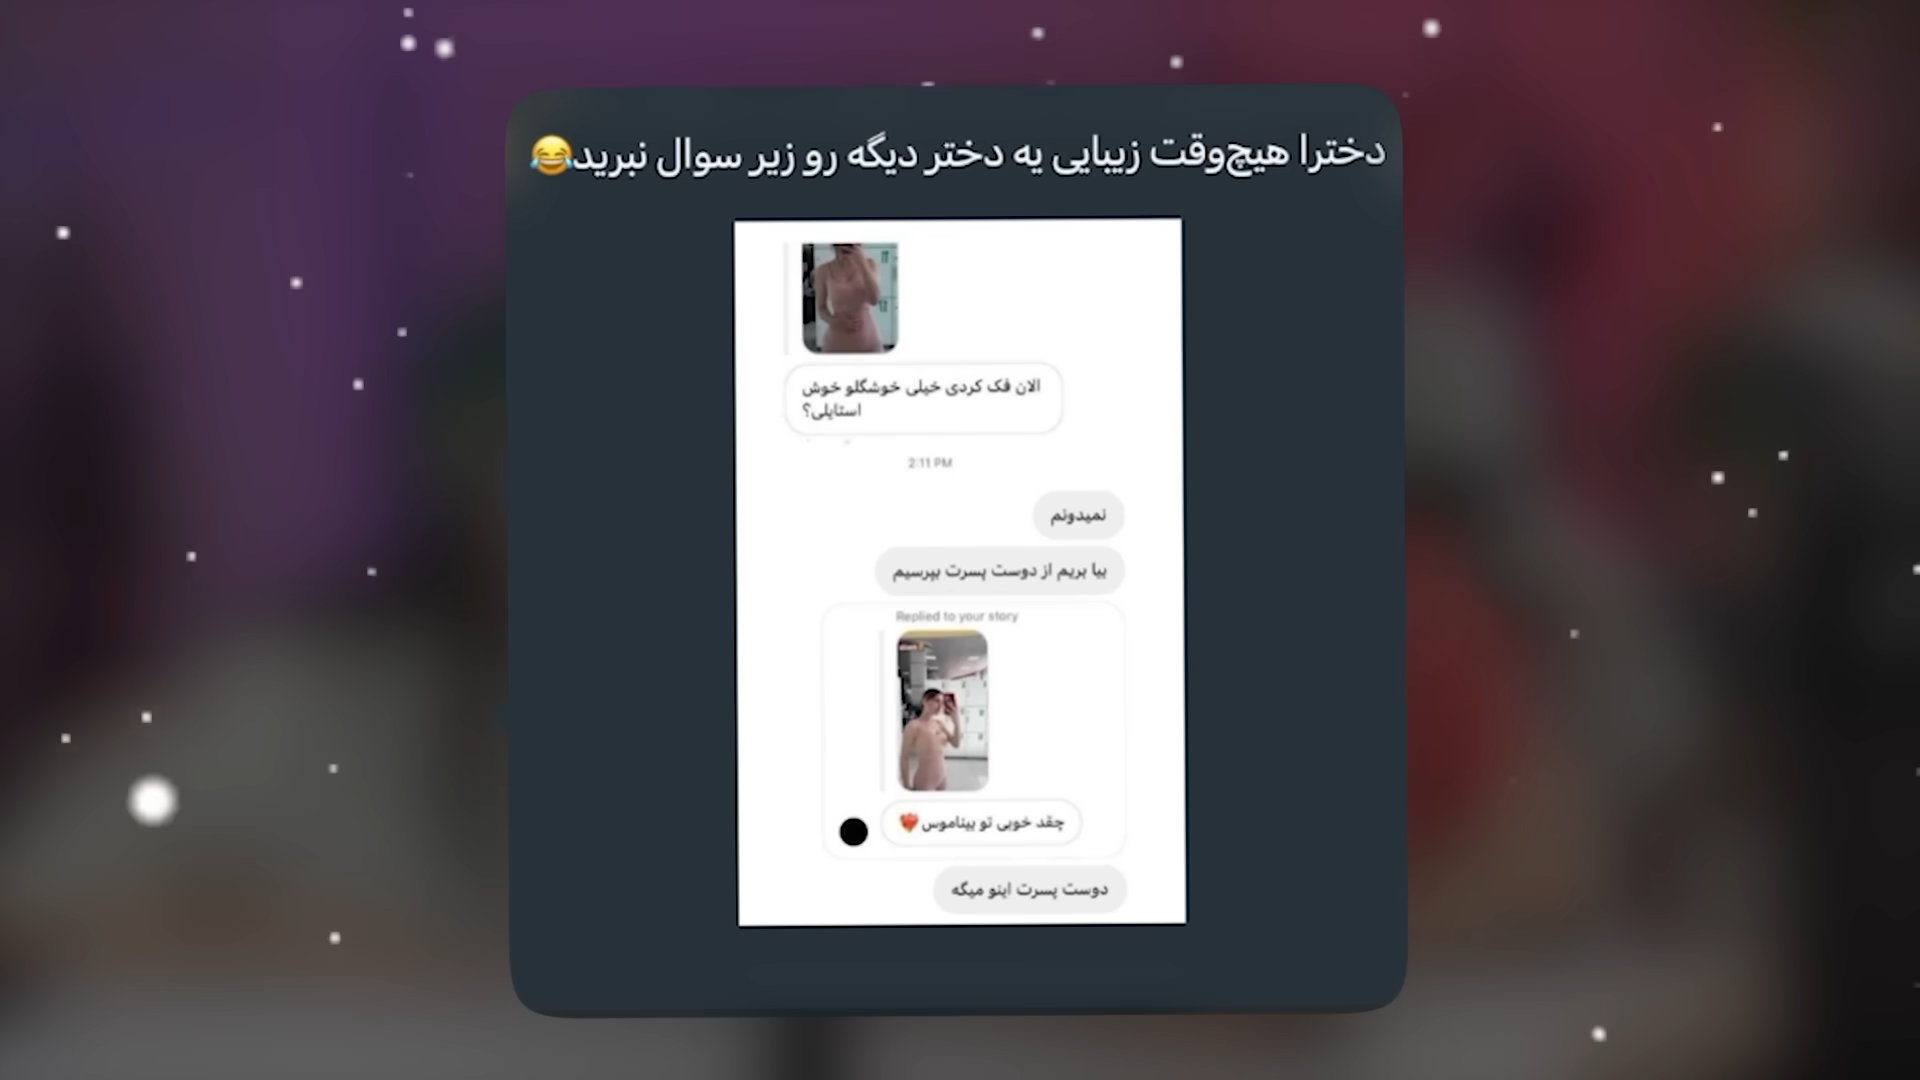 دخترا هیچ‌وقت زیبایی یه دختر دیگه رو زیر سوال نبرید😂
الان فک کردی خیلی خوشگلو خوش
استایلی؟
2:11 PM
نمیدونم
بیا بریم از دوست پسرت بپرسیم
Replied to your story
چقد خوبی تو بیناموس❤️‍🔥
دوست پسرت اینو میگه